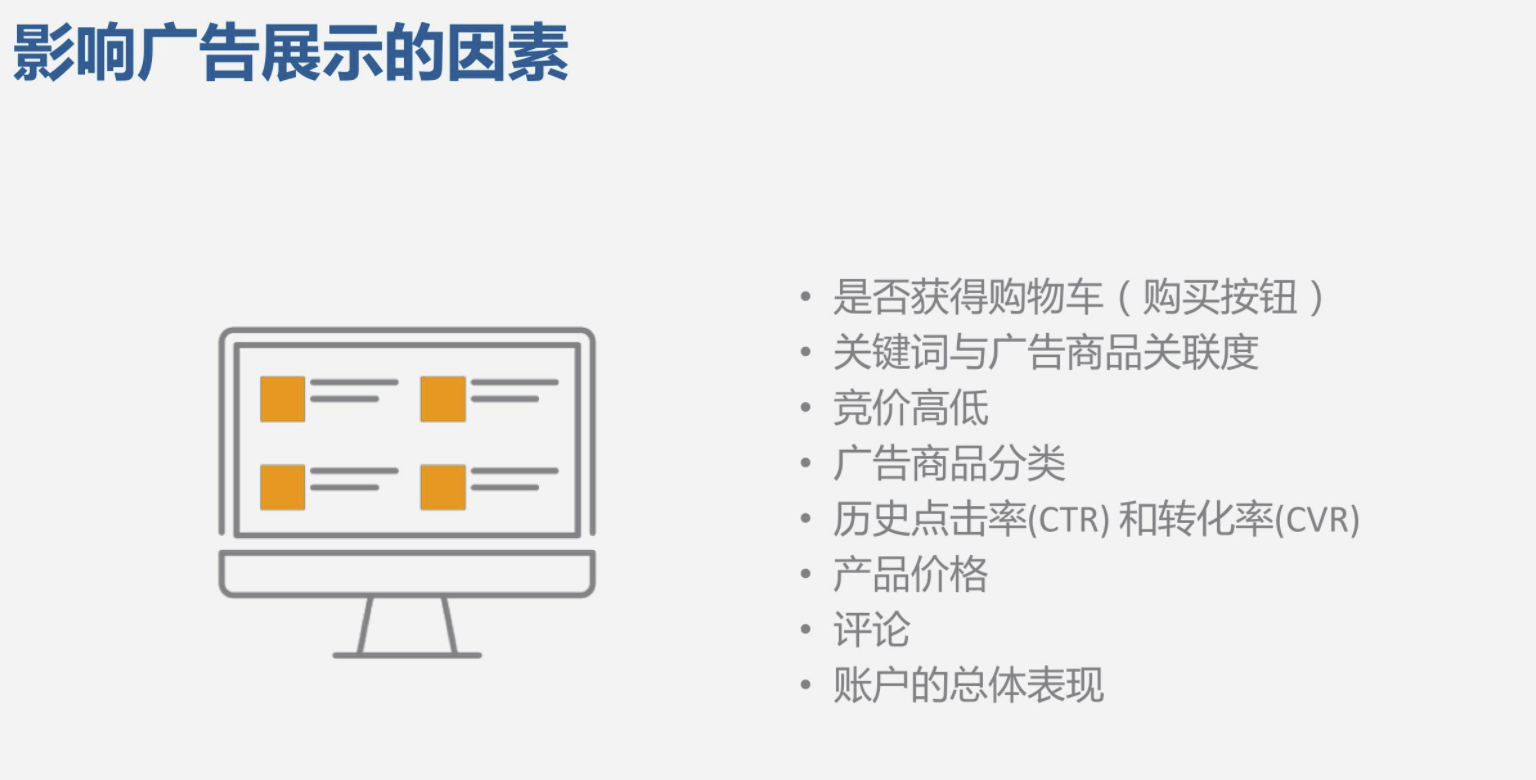 影响广告展示的因素
• 是否获得购物车（购买按钮）
• 关键词与广告商品关联度
• 竞价高低
• 广告商品分类
• 历史点击率(CTR) 和转化率(CVR)
• 产品价格
• 评论
• 账户的总体表现